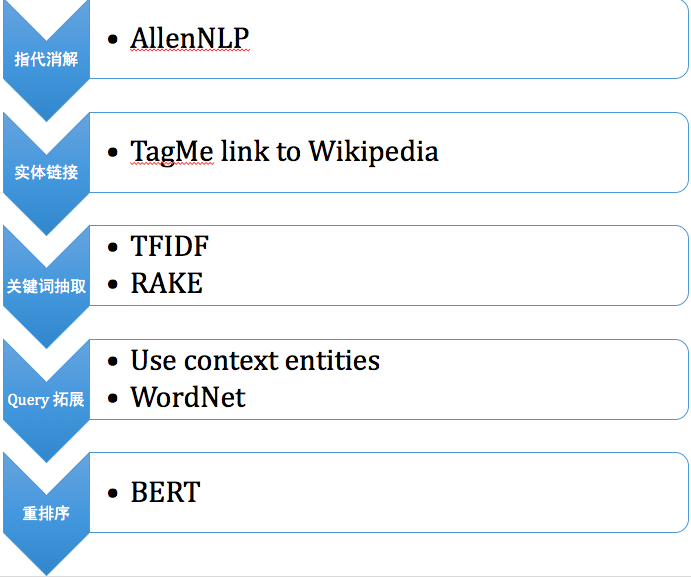 指代消解
• AllenNLP
实体链接
• TagMe link to Wikipedia
关键词抽取
• TFIDF
• RAKE
Query 拓展
• Use context entities
• WordNet
重排序
• BERT